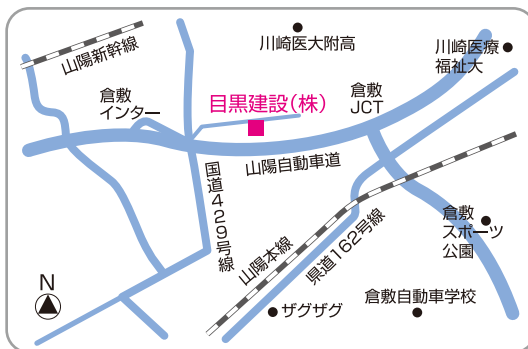 山陽新幹線
川崎医大附高
川崎医療
福祉大
倉敷
インター
目黒建設(株)
倉敷
JCT
山陽自動車道
国道429号線
山陽本線
県道162号線
倉敷
スポーツ
公園
N
ザグザグ
倉敷自動車学校